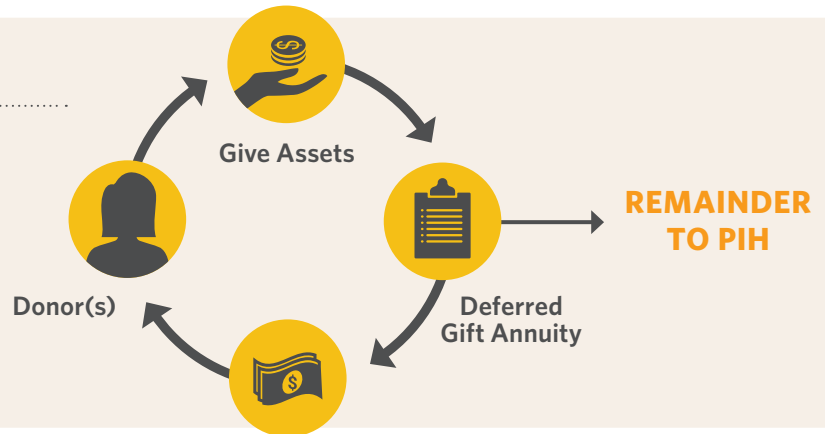 Give Assets
REMAINDER
TO PIH
Donor(s)
Deferred
Gift Annuity
$
$